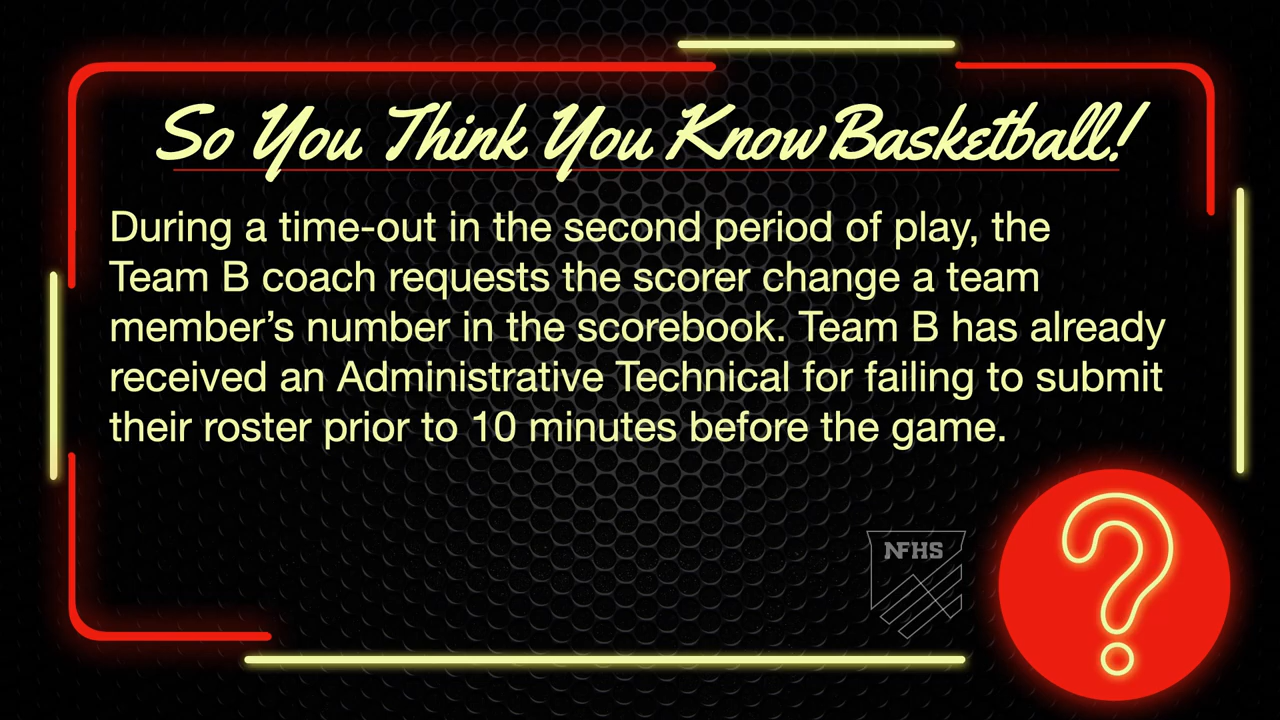 So You Think You Know Basketball!
During a time-out in the second period of play, the
Team B coach requests the scorer change a team
member’s number in the scorebook. Team B has already
received an Administrative Technical for failing to submit
their roster prior to 10 minutes before the game.
NFHS
?